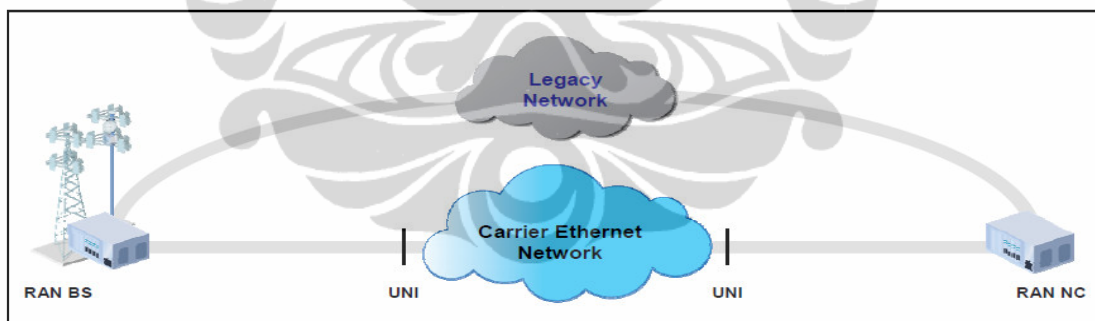 Legacy
Network
Carrier Ethernet
Network
RAN BS
UNI
UNI
RAN NC